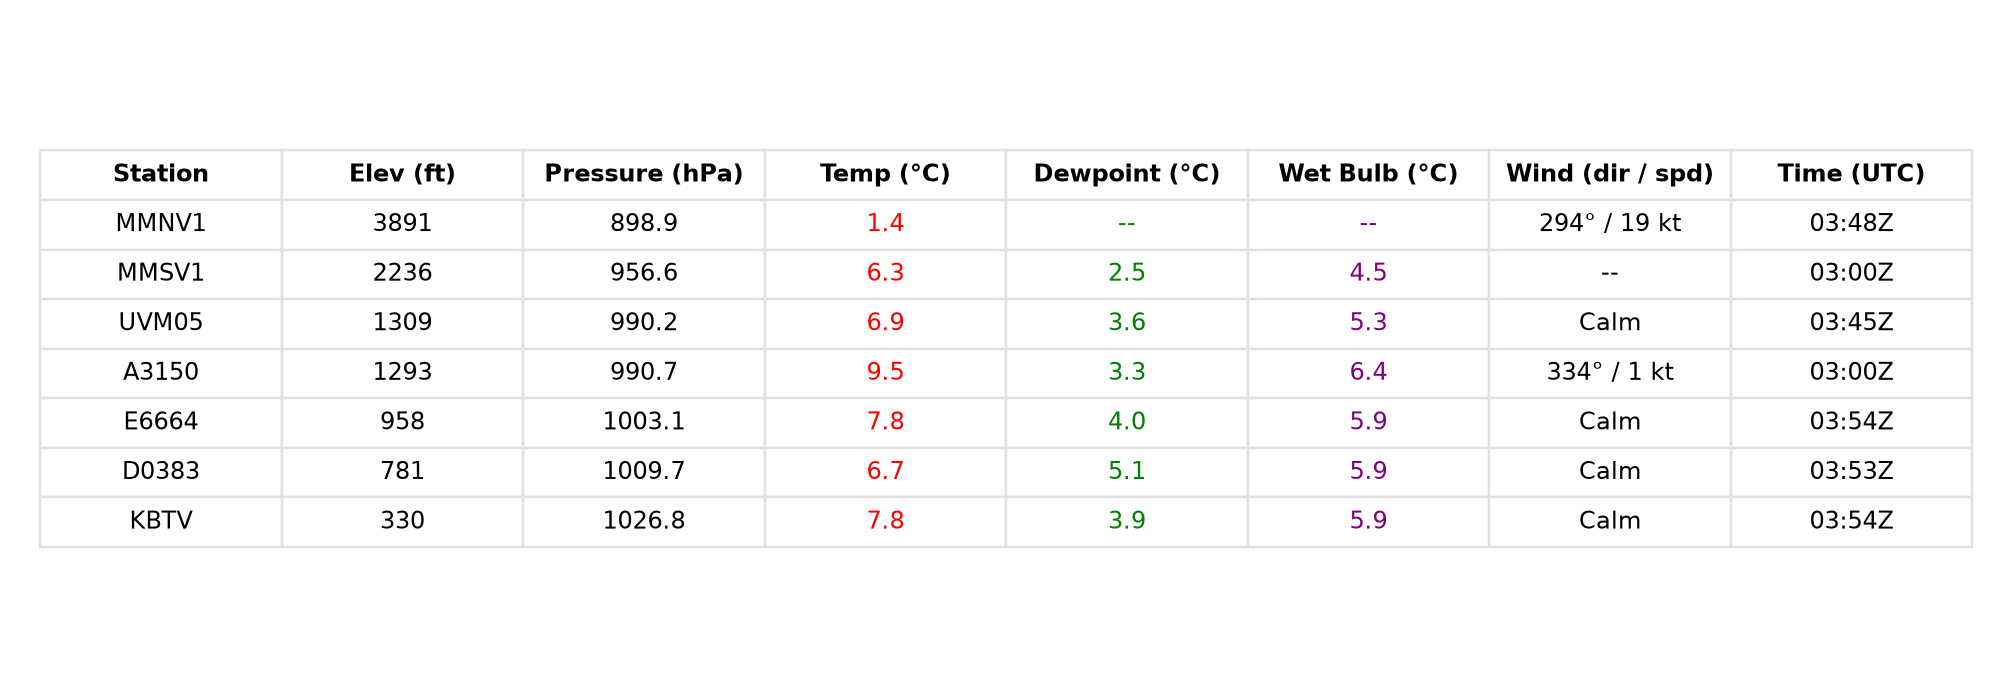 Station Elev (ft) Pressure (hPa) Temp (°C) Dewpoint (°C) Wet Bulb (°C) Wind (dir / spd) Time (UTC)
MMNV1 3891 898.9 1.4 -- -- 294° / 19 kt 03:48Z
MMSV1 2236 956.6 6.3 2.5 4.5 -- 03:00Z
UVM05 1309 990.2 6.9 3.6 5.3 Calm 03:45Z
A3150 1293 990.7 9.5 3.3 6.4 334° / 1 kt 03:00Z
E6664 958 1003.1 7.8 4.0 5.9 Calm 03:54Z
D0383 781 1009.7 6.7 5.1 5.9 Calm 03:53Z
KBTV 330 1026.8 7.8 3.9 5.9 Calm 03:54Z